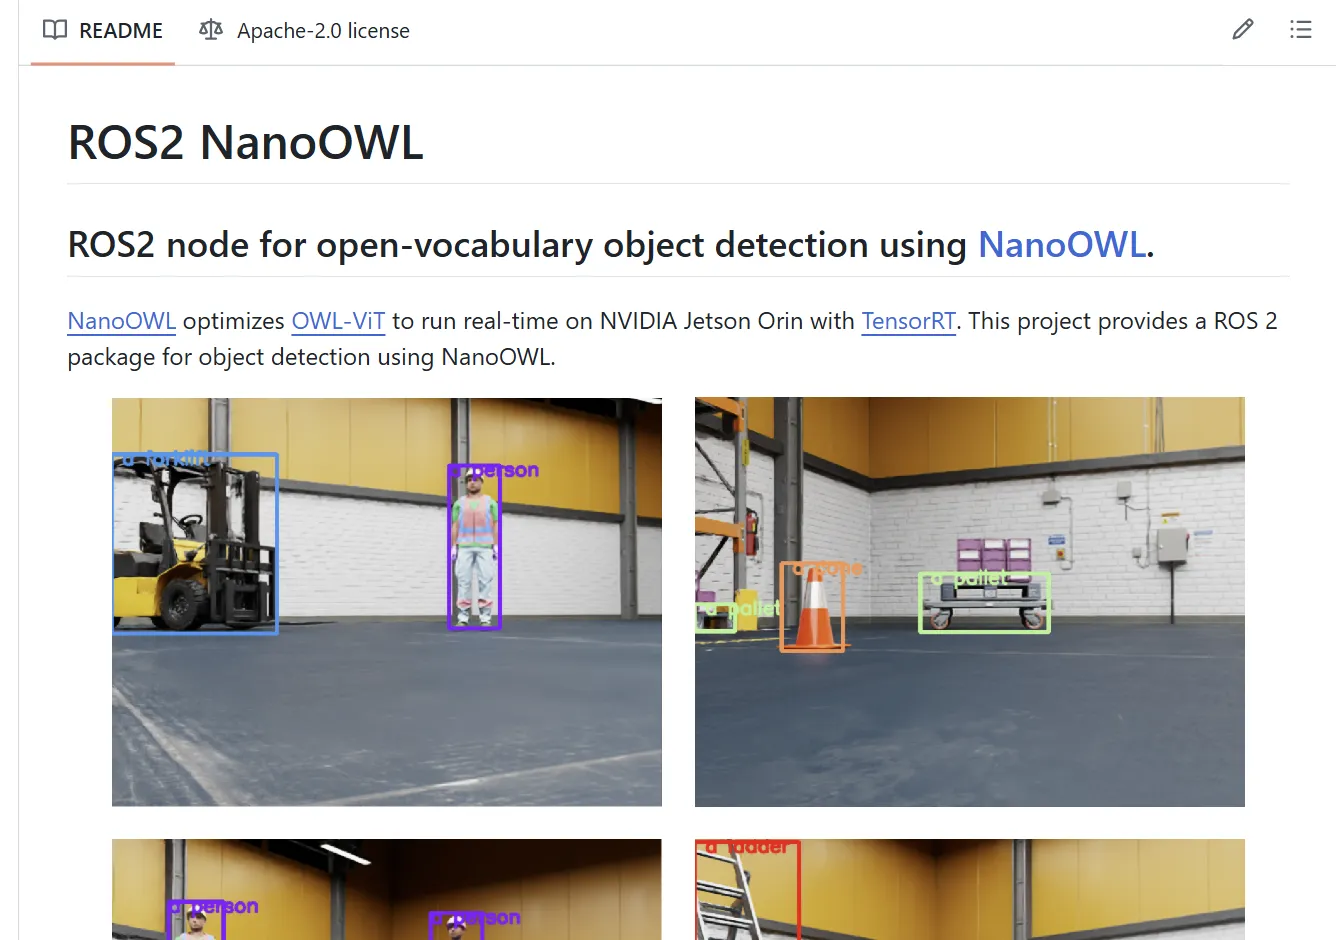 README
Apache-2.0 license
ROS2 NanoOWL
ROS2 node for open-vocabulary object detection using NanoOWL.
NanoOWL optimizes OWL-ViT to run real-time on NVIDIA Jetson Orin with TensorRT. This project provides a ROS 2
package for object detection using NanoOWL.
a forklift
a person
a cone
a pallet
a pallet
a person
a person
a ladder